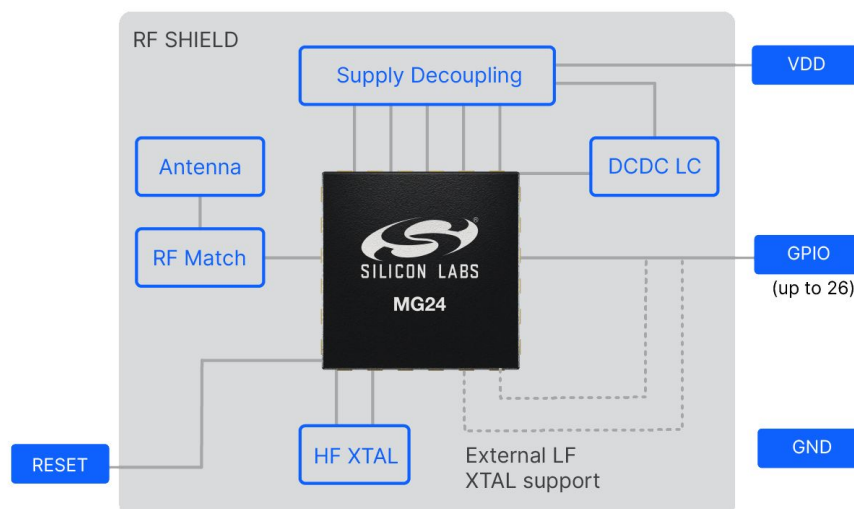 RF SHIELD
Supply Decoupling
VDD
Antenna
DCDC LC
RF Match
®
SILICON LABS
MG24
GPIO
(up to 26)
RESET
HF XTAL
External LF
XTAL support
GND